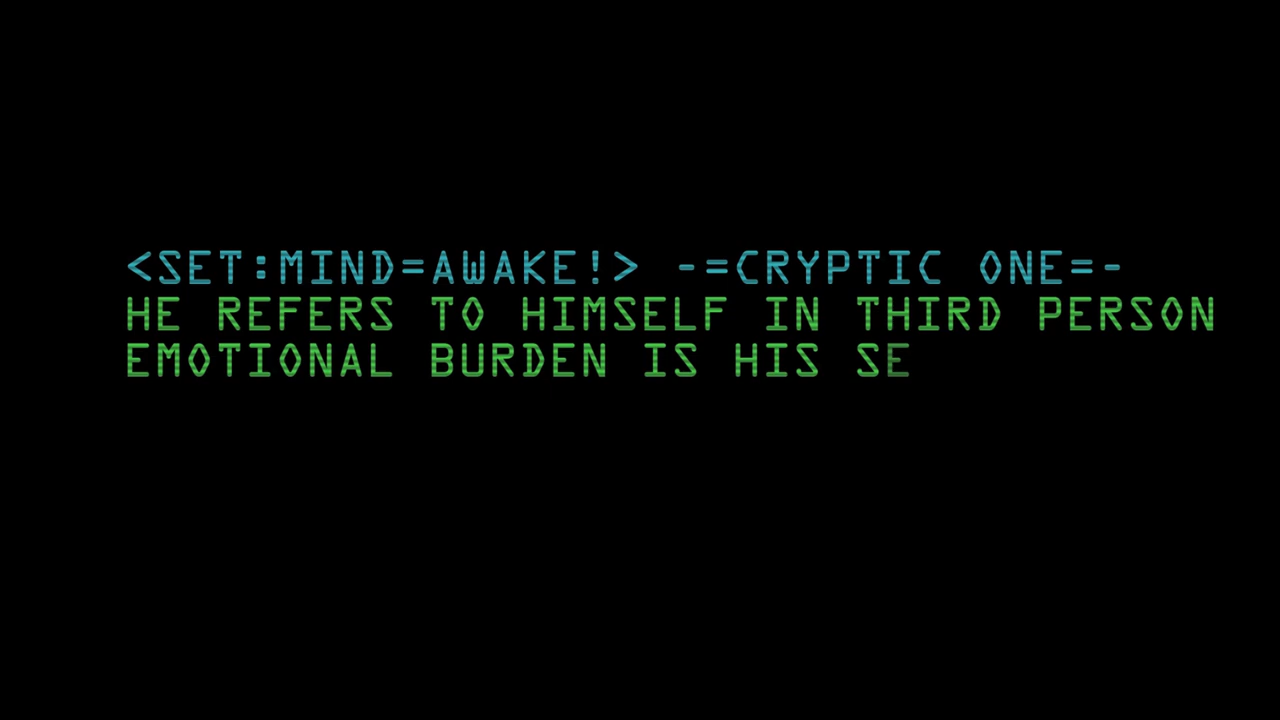 <SET:MIND=AWAKE!> -=CRYPTIC ONE=-
HE REFERS TO HIMSELF IN THIRD PERSON
EMOTIONAL BURDEN IS HIS SE